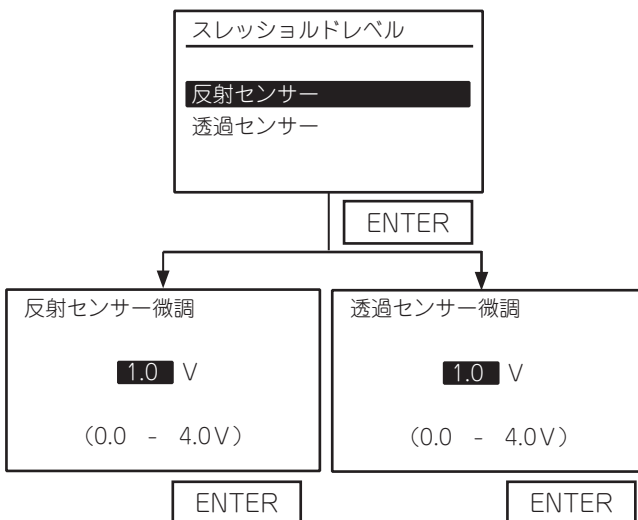 スレッショルドレベル
反射センサー
透過センサー
ENTER
反射センサー微調
1.0 V
(0.0 - 4.0V)
ENTER
透過センサー微調
1.0 V
(0.0 - 4.0V)
ENTER